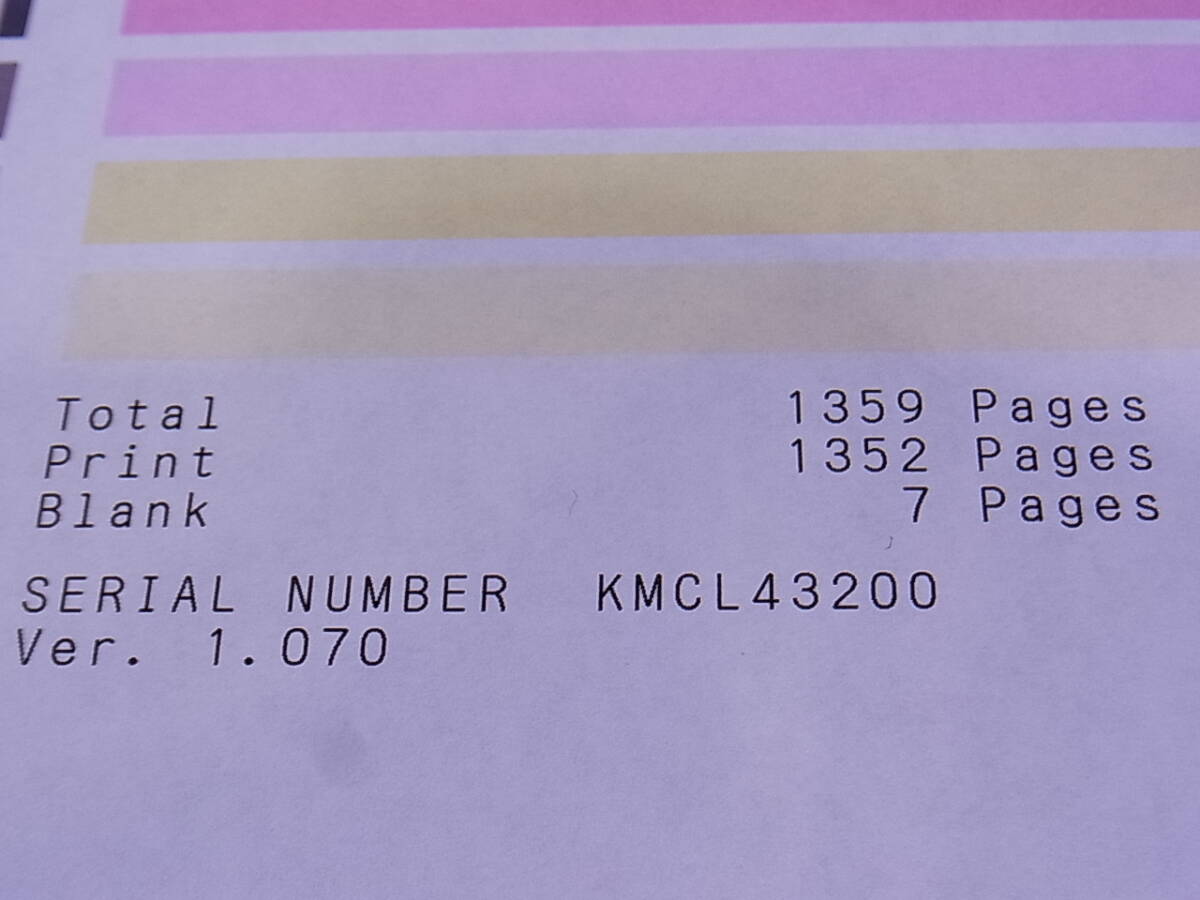 Total 1359 Pages
Print 1352 Pages
Blank 7 Pages
SERIAL NUMBER KMCL43200
Ver. 1.070